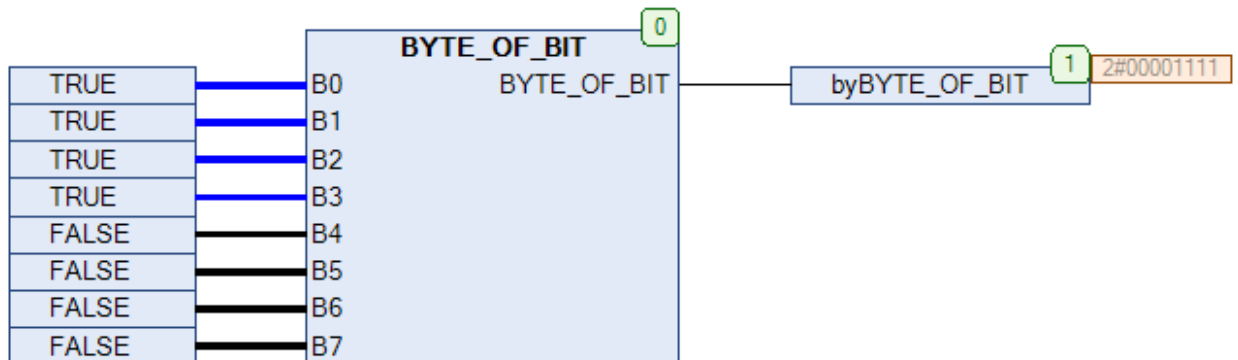 0
BYTE_OF_BIT
TRUE B0 BYTE_OF_BIT byBYTE_OF_BIT 1 2#00001111
TRUE B1
TRUE B2
TRUE B3
FALSE B4
FALSE B5
FALSE B6
FALSE B7